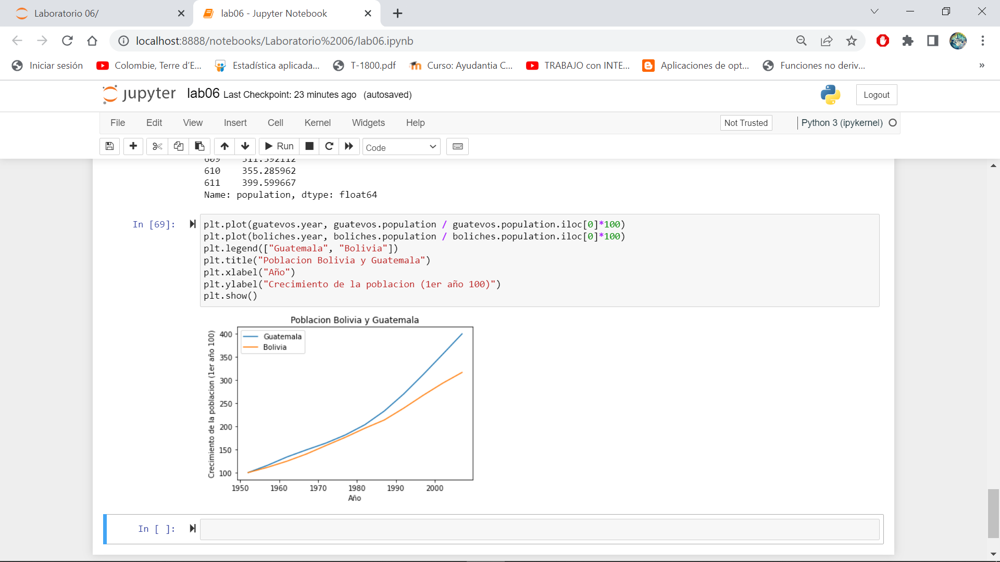 Laboratorio 06/
lab06 - Jupyter Notebook
localhost:8888/notebooks/Laboratorio%2006/lab06.ipynb
Iniciar sesión
Colombie, Terre d'E...
Estadística aplicada...
T-1800.pdf
Curso: Ayudantia C...
TRABAJO con INTE...
Aplicaciones de opt...
Funciones no deriv...
»
jupyter lab06 Last Checkpoint: 23 minutes ago (autosaved)
Logout
File Edit View Insert Cell Kernel Widgets Help
Not Trusted
Python 3 (ipykernel)
Run
Code
609 311.392112
610 355.285962
611 399.599667
Name: population, dtype: float64
In [69]:
plt.plot(guatevos.year, guatevos.population / guatevos.population.iloc[0]*100)
plt.plot(boliches.year, boliches.population / boliches.population.iloc[0]*100)
plt.legend(["Guatemala", "Bolivia"])
plt.title("Poblacion Bolivia y Guatemala")
plt.xlabel("Año")
plt.ylabel("Crecimiento de la poblacion (1er año 100)")
plt.show()
Poblacion Bolivia y Guatemala
Guatemala
Bolivia
Crecimiento de la poblacion (1er año 100)
400
350
300
250
200
150
100
1950 1960 1970 1980 1990 2000
Año
In [ ]: